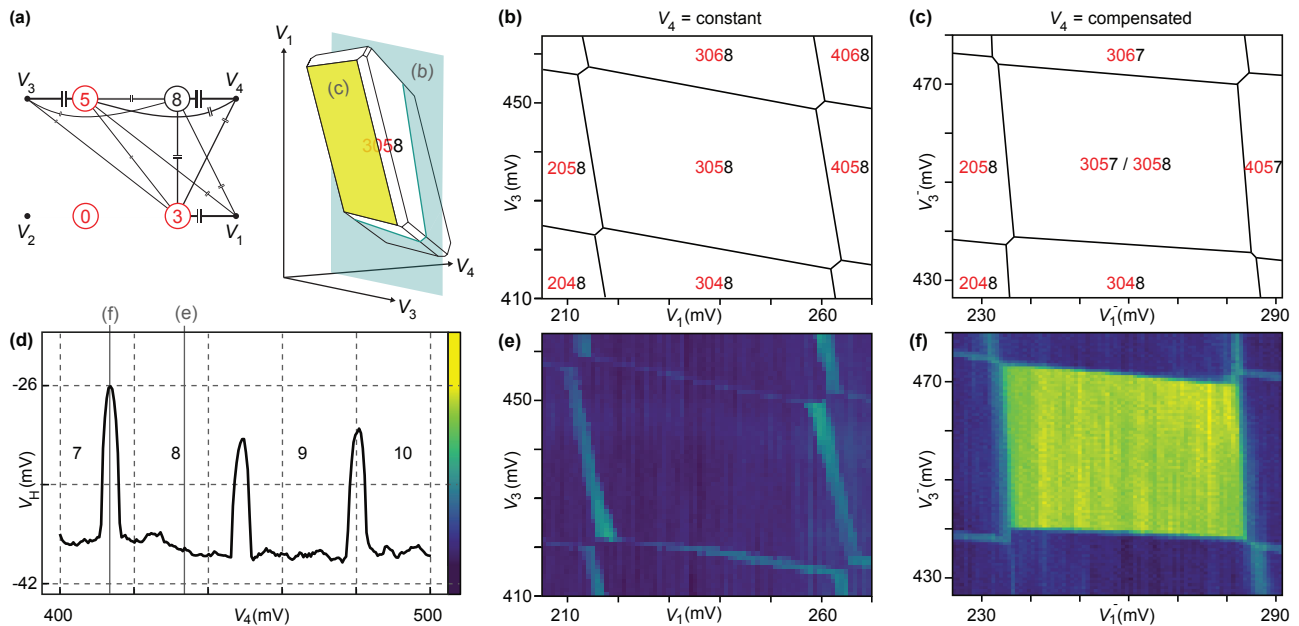 (a)
V3
5
8
V4
V2
0
3
V1
V1
(b)
(c)
3058
V4
V3
(b)
V4 = constant
3068
4068
450
2058
3058
4058
V3 (mV)
2048
3048
410
210
V1(mV)
260
(c)
V4 = compensated
3067
470
2058
3057 / 3058
4057
V3‾ (mV)
430
2048
3048
230
V1‾(mV)
290
(f)
(e)
(d)
-26
7
8
9
10
VH (mV)
-42
400
V4(mV)
500
(e)
450
V3 (mV)
410
210
V1(mV)
260
(f)
470
V3‾ (mV)
430
230
V1‾(mV)
290